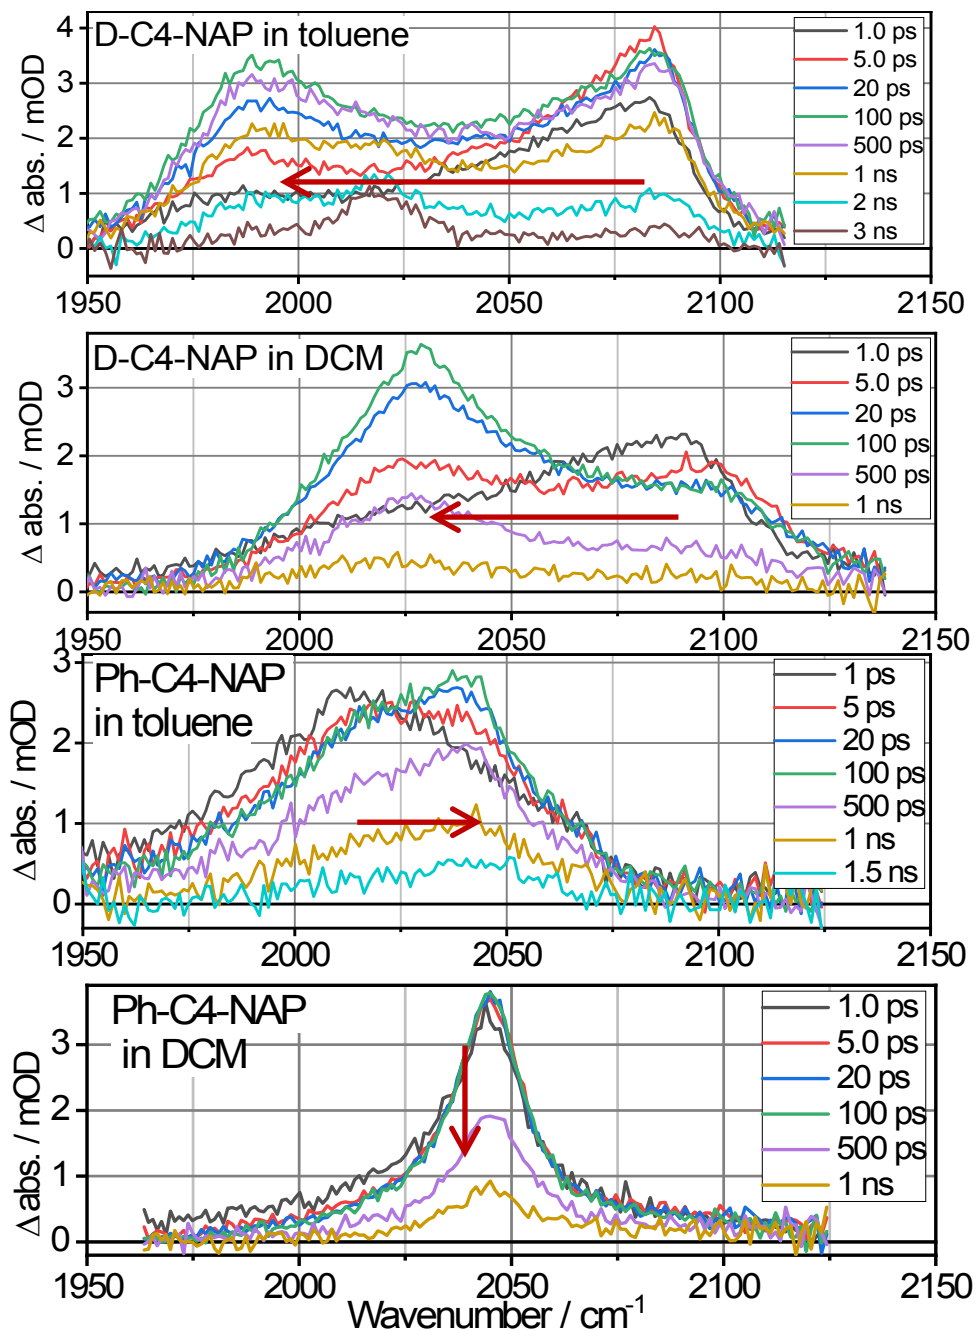 D-C4-NAP in toluene
1.0 ps
5.0 ps
20 ps
100 ps
500 ps
1 ns
2 ns
3 ns
Δ abs. / mOD
4
3
2
1
0
1950 2000 2050 2100 2150
D-C4-NAP in DCM
1.0 ps
5.0 ps
20 ps
100 ps
500 ps
1 ns
Δ abs. / mOD
3
2
1
0
1950 2000 2050 2100 2150
Ph-C4-NAP
in toluene
1 ps
5 ps
20 ps
100 ps
500 ps
1 ns
1.5 ns
Δ abs. / mOD
3
2
1
0
1950 2000 2050 2100 2150
Ph-C4-NAP
in DCM
1.0 ps
5.0 ps
20 ps
100 ps
500 ps
1 ns
Δ abs. / mOD
3
2
1
0
1950 2000 2050 2100 2150
Wavenumber / cm⁻¹